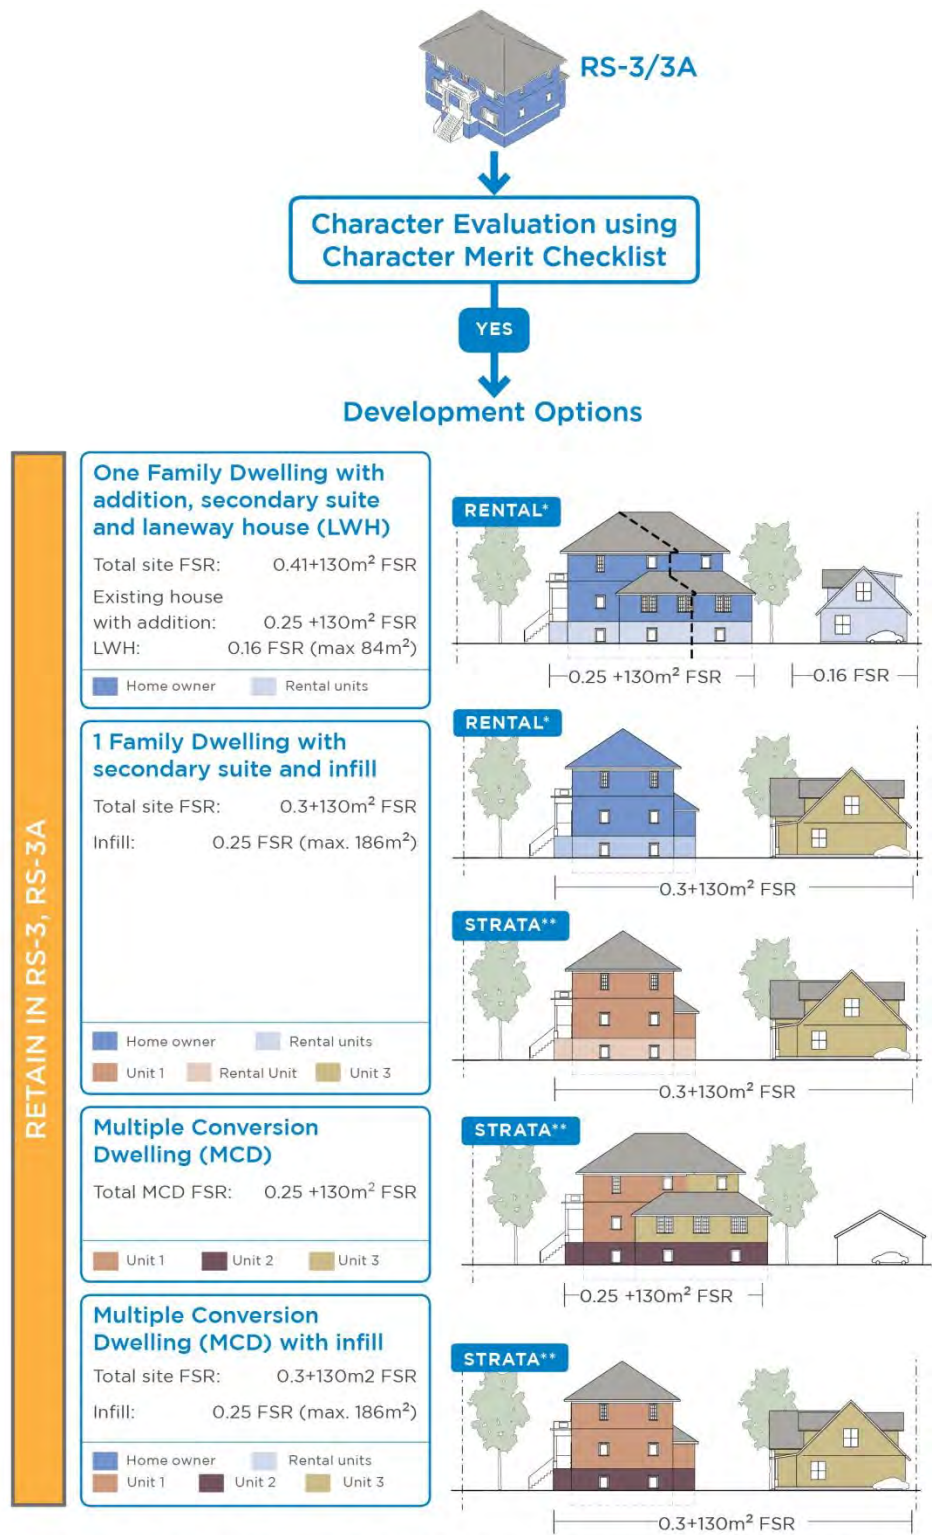 RS-3/3A
Character Evaluation using
Character Merit Checklist
YES
Development Options
RETAIN IN RS-3, RS-3A
One Family Dwelling with
addition, secondary suite
and laneway house (LWH)
Total site FSR: 0.41+130m² FSR
Existing house
with addition: 0.25 +130m² FSR
LWH: 0.16 FSR (max 84m²)
Home owner Rental units
RENTAL*
0.25 +130m² FSR 0.16 FSR
1 Family Dwelling with
secondary suite and infill
Total site FSR: 0.3+130m² FSR
Infill: 0.25 FSR (max. 186m²)
Home owner Rental units
Unit 1 Rental Unit Unit 3
RENTAL*
0.3+130m² FSR
STRATA**
0.3+130m² FSR
Multiple Conversion
Dwelling (MCD)
Total MCD FSR: 0.25 +130m² FSR
Unit 1 Unit 2 Unit 3
STRATA**
0.25 +130m² FSR
Multiple Conversion
Dwelling (MCD) with infill
Total site FSR: 0.3+130m2 FSR
Infill: 0.25 FSR (max. 186m²)
Home owner Rental units
Unit 1 Unit 2 Unit 3
STRATA**
0.3+130m² FSR